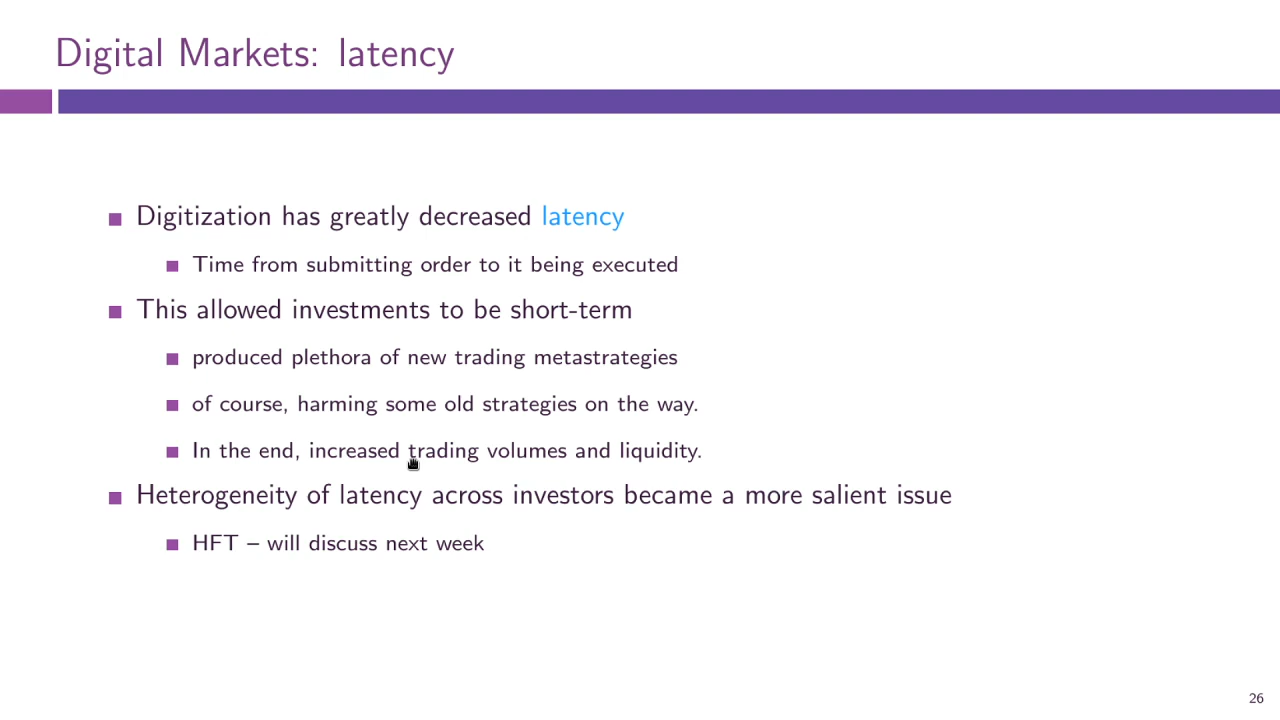 Digital Markets: latency
Digitization has greatly decreased latency
Time from submitting order to it being executed
This allowed investments to be short-term
produced plethora of new trading metastrategies
of course, harming some old strategies on the way.
In the end, increased trading volumes and liquidity.
Heterogeneity of latency across investors became a more salient issue
HFT – will discuss next week
26